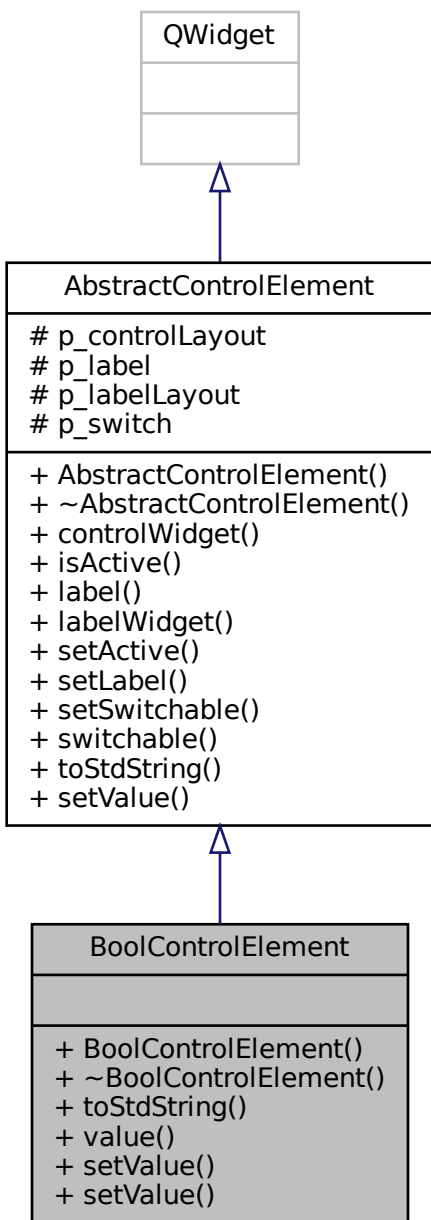 QWidget
AbstractControlElement
# p_controlLayout
# p_label
# p_labelLayout
# p_switch
+ AbstractControlElement()
+ ~AbstractControlElement()
+ controlWidget()
+ isActive()
+ label()
+ labelWidget()
+ setActive()
+ setLabel()
+ setSwitchable()
+ switchable()
+ toStdString()
+ setValue()
BoolControlElement
+ BoolControlElement()
+ ~BoolControlElement()
+ toStdString()
+ value()
+ setValue()
+ setValue()